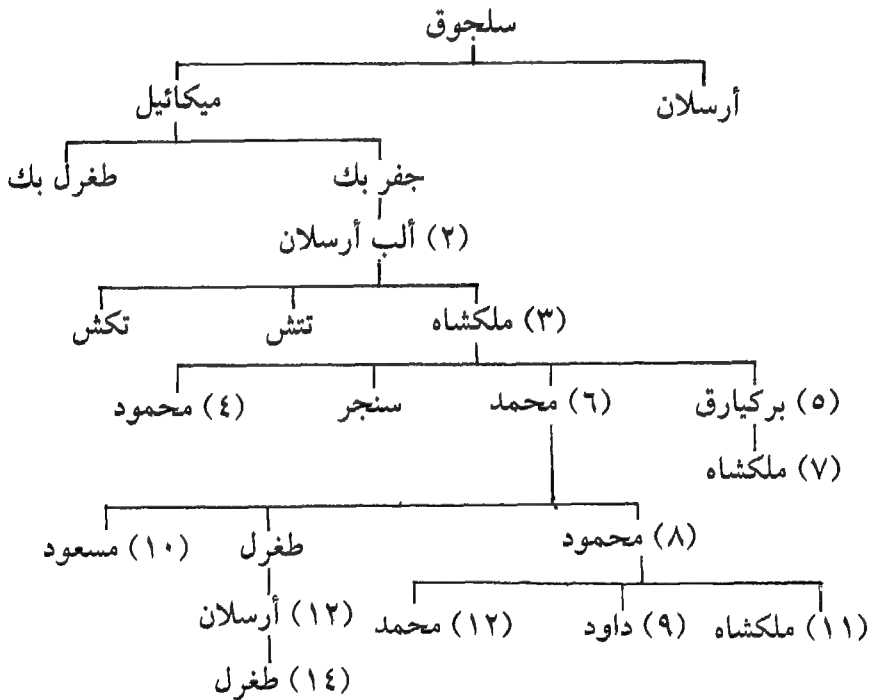 سلجوق
أرسلان ميكائيل
جفر بك طغرل بك
(٢) ألب أرسلان
(٣) ملكشاه تتش تكش
(٥) بركيارق (٦) محمد سنجر (٤) محمود
(٧) ملكشاه
(٨) محمود طغرل (١٠) مسعود
(١١) ملكشاه (٩) داود (١٢) محمد (١٢) أرسلان
(١٤) طغرل